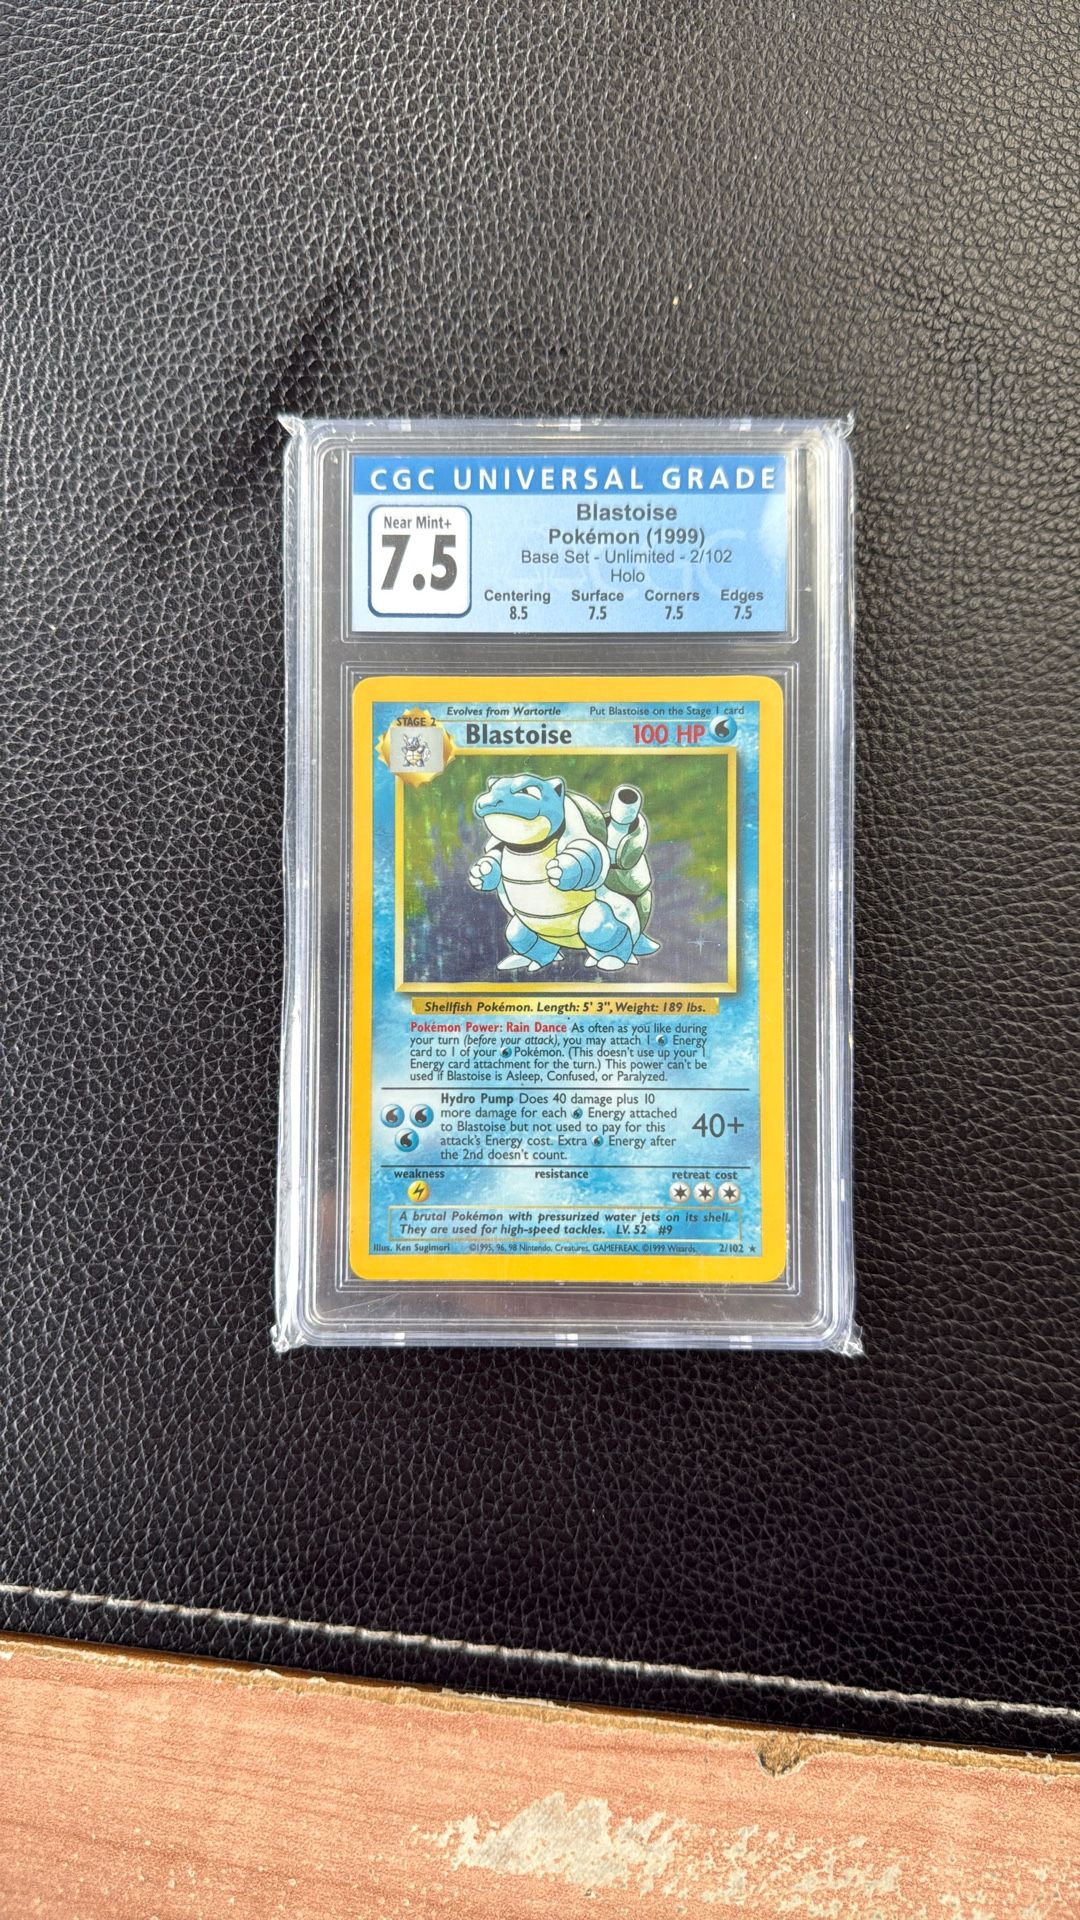 CGC UNIVERSAL GRADE
Near Mint+
7.5
Blastoise
Pokémon (1999)
Base Set - Unlimited - 2/102
Holo
Centering Surface Corners Edges
8.5 7.5 7.5 7.5
STAGE 2
Evolves from Wartortle Put Blastoise on the Stage 1 card
Blastoise 100 HP
Shellfish Pokémon. Length: 5' 3", Weight: 189 lbs.
Pokémon Power: Rain Dance As often as you like during
your turn (before your attack), you may attach 1 Energy
card to 1 of your Pokémon. (This doesn't use up your 1
Energy card attachment for the turn.) This power can't be
used if Blastoise is Asleep, Confused, or Paralyzed.
Hydro Pump Does 40 damage plus 10
more damage for each Energy attached
to Blastoise but not used to pay for this
attack's Energy cost. Extra Energy after
the 2nd doesn't count.
40+
weakness resistance retreat cost
A brutal Pokémon with pressurized water jets on its shell.
They are used for high-speed tackles. LV. 52 #9
Illus. Ken Sugimori ©1995, 96, 98 Nintendo, Creatures, GAMEFREAK. ©1999 Wizards. 2/102 ★